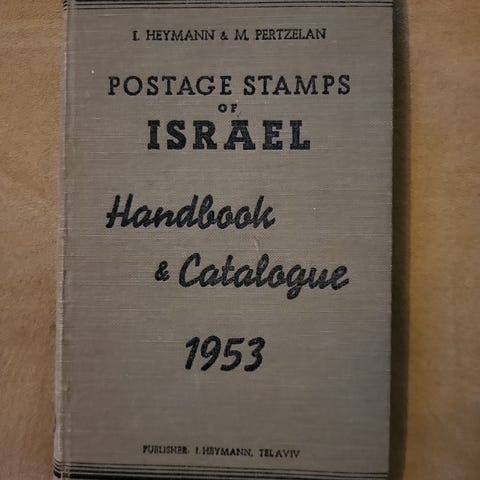 I. HEYMANN & M. PERTZELAN
POSTAGE STAMPS
OF
ISRAEL
Handbook
& Catalogue
1953
PUBLISHER: I. HEYMANN, TEL AVIV